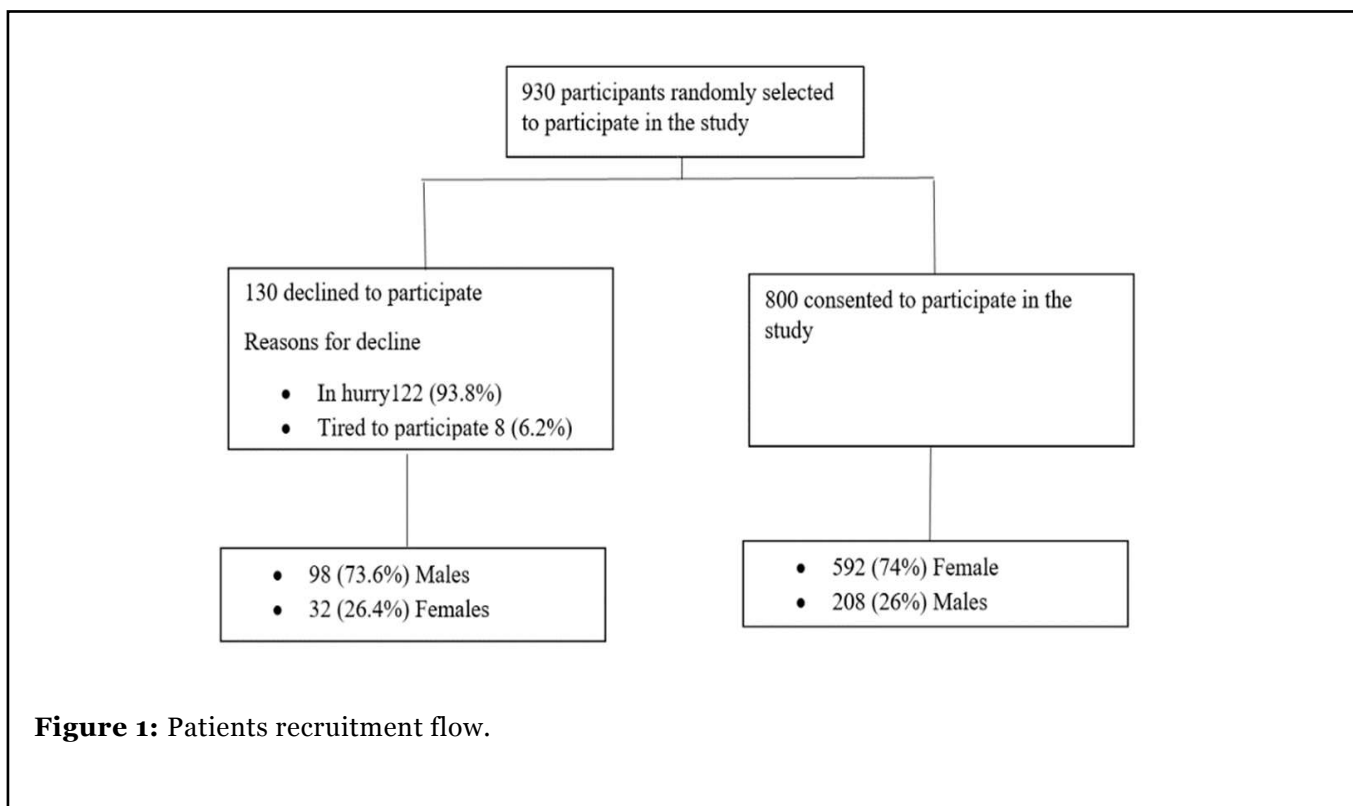 930 participants randomly selected
to participate in the study
130 declined to participate
Reasons for decline
• In hurry122 (93.8%)
• Tired to participate 8 (6.2%)
800 consented to participate in the
study
• 98 (73.6%) Males
• 32 (26.4%) Females
• 592 (74%) Female
• 208 (26%) Males
Figure 1: Patients recruitment flow.